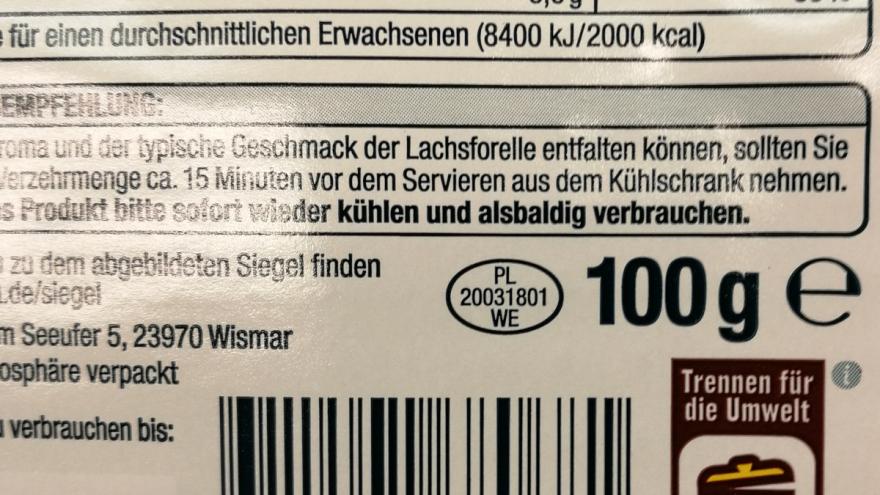 für einen durchschnittlichen Erwachsenen (8400 kJ/2000 kcal)
EMPFEHLUNG:
roma und der typische Geschmack der Lachsforelle entfalten können, sollten Sie
Verzehrmenge ca. 15 Minuten vor dem Servieren aus dem Kühlschrank nehmen.
s Produkt bitte sofort wieder kühlen und alsbaldig verbrauchen.
zu dem abgebildeten Siegel finden
.de/siegel
PL
20031801
WE
100 g ℮
m Seeufer 5, 23970 Wismar
osphäre verpackt
Trennen für
die Umwelt
verbrauchen bis: